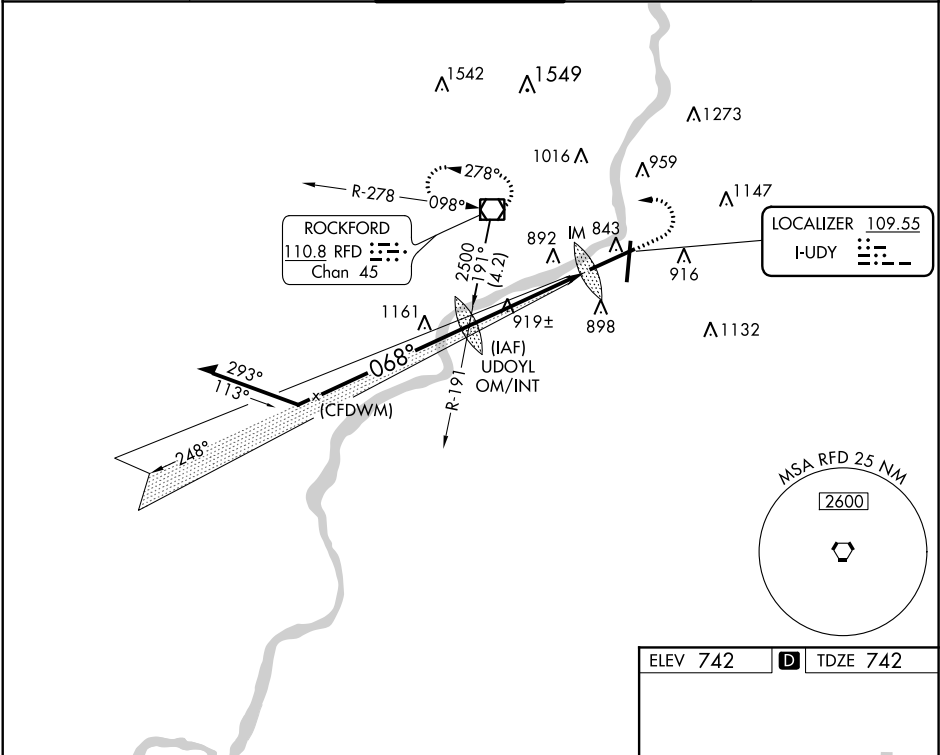 1542
1549
1273
1016
959
278°
R-278
098°
1147
ROCKFORD
110.8 RFD
Chan 45
LOCALIZER 109.55
I-UDY
IM
843
892
916
2500
191°
(4.2)
1161
919±
898
1132
(IAF)
UDOYL
OM/INT
068°
293°
113°
(CFDWM)
R-191
248°
MSA RFD 25 NM
2600
ELEV 742 D TDZE 742